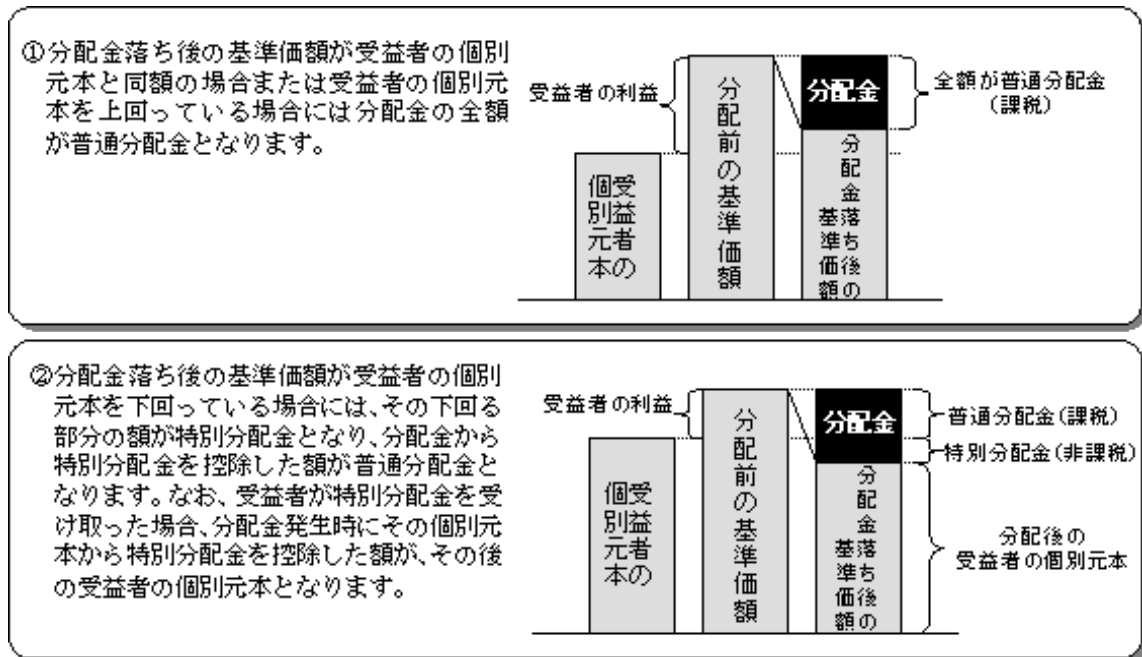 ①分配金落ち後の基準価額が受益者の個別
元本と同額の場合または受益者の個別元
本を上回っている場合には分配金の全額
が普通分配金となります。
受益者の利益
受益者の
個別元本
分配前の基準価額
分配金
分配金落ち後の
基準価額
全額が普通分配金
(課税)
②分配金落ち後の基準価額が受益者の個別
元本を下回っている場合には、その下回る
部分の額が特別分配金となり、分配金から
特別分配金を控除した額が普通分配金と
なります。なお、受益者が特別分配金を受
け取った場合、分配金発生時にその個別元
本から特別分配金を控除した額が、その後
の受益者の個別元本となります。
受益者の利益
受益者の
個別元本
分配前の基準価額
分配金
分配金落ち後の
基準価額
普通分配金(課税)
特別分配金(非課税)
分配後の
受益者の個別元本